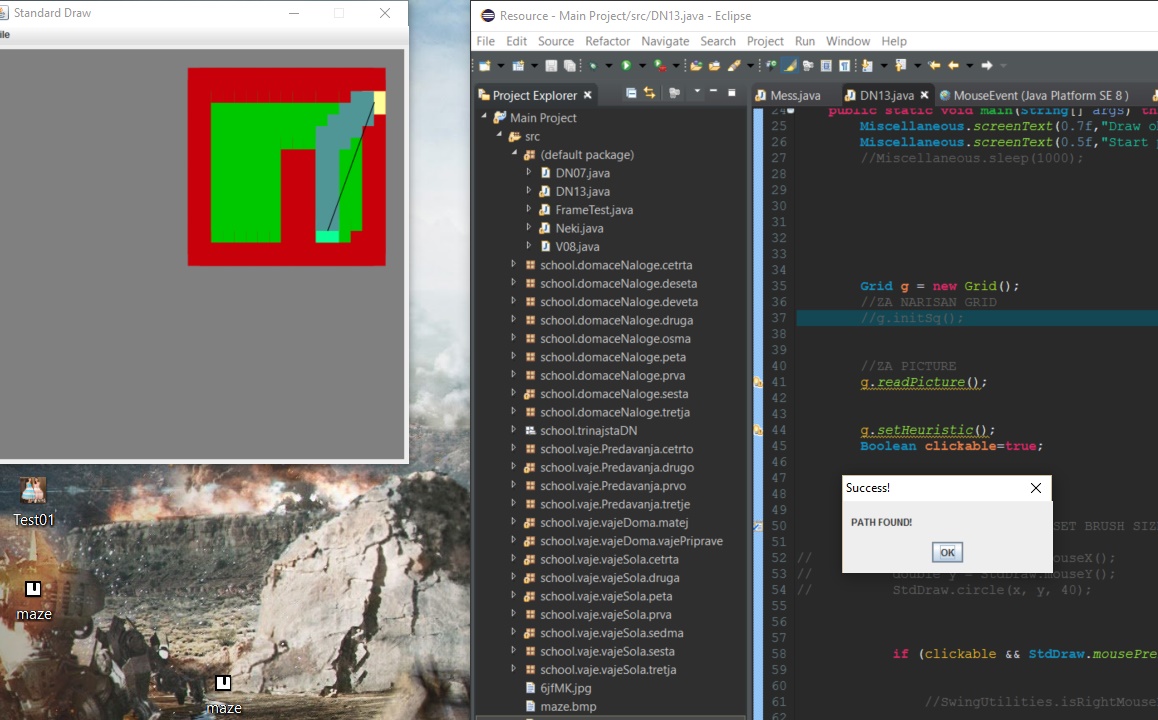 Standard Draw
ile
Test01
maze
maze
Resource - Main Project/src/DN13.java - Eclipse
File Edit Source Refactor Navigate Search Project Run Window Help
Project Explorer
Main Project
src
(default package)
DN07.java
DN13.java
FrameTest.java
Neki.java
V08.java
school.domaceNaloge.cetrta
school.domaceNaloge.deseta
school.domaceNaloge.deveta
school.domaceNaloge.druga
school.domaceNaloge.osma
school.domaceNaloge.peta
school.domaceNaloge.prva
school.domaceNaloge.sesta
school.domaceNaloge.tretja
school.trinajstaDN
school.vaje.Predavanja.cetrto
school.vaje.Predavanja.drugo
school.vaje.Predavanja.prvo
school.vaje.Predavanja.tretje
school.vaje.vajeDoma.matej
school.vaje.vajeDoma.vajePriprave
school.vaje.vajeSola.cetrta
school.vaje.vajeSola.druga
school.vaje.vajeSola.peta
school.vaje.vajeSola.prva
school.vaje.vajeSola.sedma
school.vaje.vajeSola.sesta
school.vaje.vajeSola.tretja
6jfMK.jpg
maze.bmp
Mess.java DN13.java MouseEvent (Java Platform SE 8 )
24 public static void main(String[] args) th
25 Miscellaneous.screenText(0.7f,"Draw o
26 Miscellaneous.screenText(0.5f,"Start
27 //Miscellaneous.sleep(1000);
28
29
30
31
32
33
34
35 Grid g = new Grid();
36 //ZA NARISAN GRID
37 //g.initSq();
38
39
40 //ZA PICTURE
41 g.readPicture();
42
43
44 g.setHeuristic();
45 Boolean clickable=true;
46
47
48
49
50 SET BRUSH SIZ
51
52 // ouseX();
53 // double y = StdDraw.mouseY();
54 // StdDraw.circle(x, y, 40);
55
56
57
58 if (clickable && StdDraw.mousePre
59
60
61 //SwingUtilities.isRightMouse
62
Success!
PATH FOUND!
OK